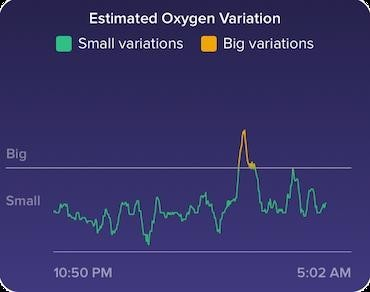 Estimated Oxygen Variation
Small variations Big variations
Big
Small
10:50 PM 5:02 AM